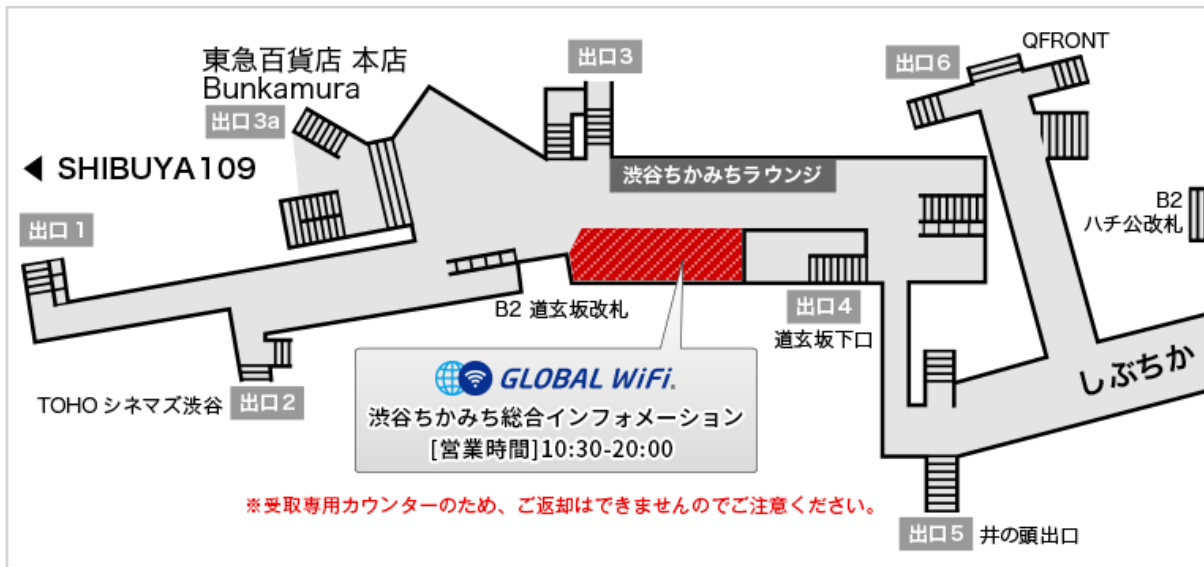 東急百貨店 本店
Bunkamura
出口3a
出口3
出口6
QFRONT
◀ SHIBUYA109
渋谷ちかみちラウンジ
B2
ハチ公改札
出口1
B2 道玄坂改札
出口4
道玄坂下口
しぶちか
TOHOシネマズ渋谷
出口2
GLOBAL WiFi.
渋谷ちかみち総合インフォメーション
[営業時間]10:30-20:00
※受取専用カウンターのため、ご返却はできませんのでご注意ください。
出口5
井の頭出口